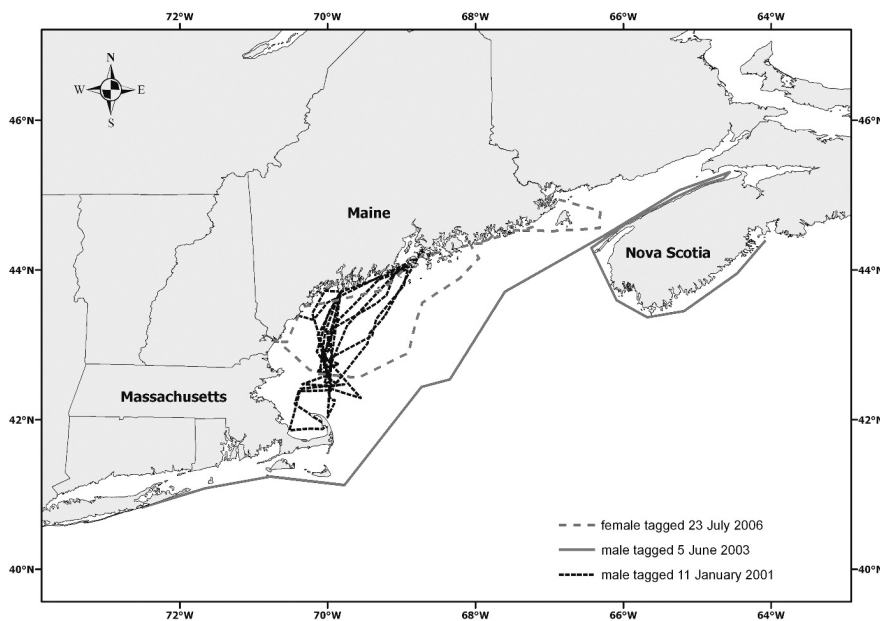 72°W 70°W 68°W 66°W 64°W
N
W E
S
46°N 46°N
Maine
44°N 44°N
Nova Scotia
Massachusetts
42°N 42°N
female tagged 23 July 2006
male tagged 5 June 2003
male tagged 11 January 2001
40°N 40°N
72°W 70°W 68°W 66°W 64°W